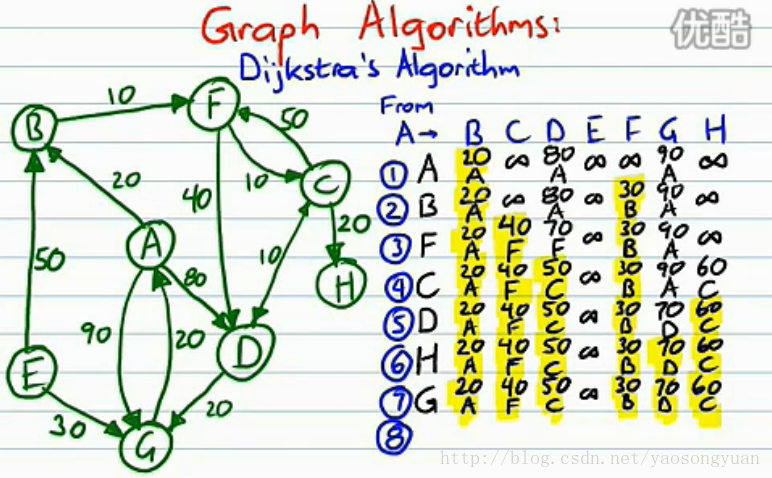 Graph Algorithms:
优酷
Dijkstra's Algorithm
From
A→ B C D E F G H
① A 20 ∞ 80 ∞ ∞ 90 ∞
A A A
② B 20 ∞ 80 ∞ 30 90 ∞
A A B A
③ F 20 40 70 ∞ 30 90 ∞
A F F B A
④ C 20 40 50 ∞ 30 90 60
A F C B A C
⑤ D 20 40 50 ∞ 30 70 60
A F C B D C
⑥ H 20 40 50 ∞ 30 70 60
A F C B D C
⑦ G 20 40 50 ∞ 30 70 60
A F C B D C
⑧
B
10
F
50
20
40
10
C
20
A
50
80
10
H
90
20
D
E
20
30
G
http://blog.csdn.net/yaosongyuan